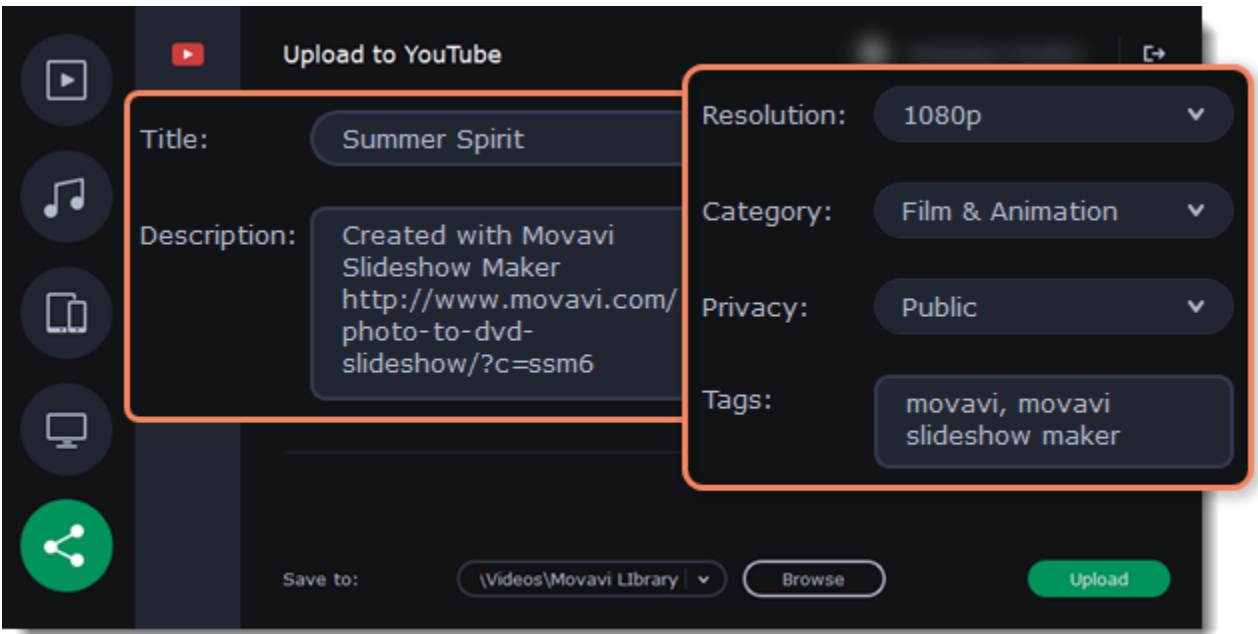 Upload to YouTube
Title:
Summer Spirit
Description:
Created with Movavi
Slideshow Maker
http://www.movavi.com/
photo-to-dvd-
slideshow/?c=ssm6
Resolution:
1080p
Category:
Film & Animation
Privacy:
Public
Tags:
movavi, movavi
slideshow maker
Save to:
\Videos\Movavi LIbrary
Browse
Upload